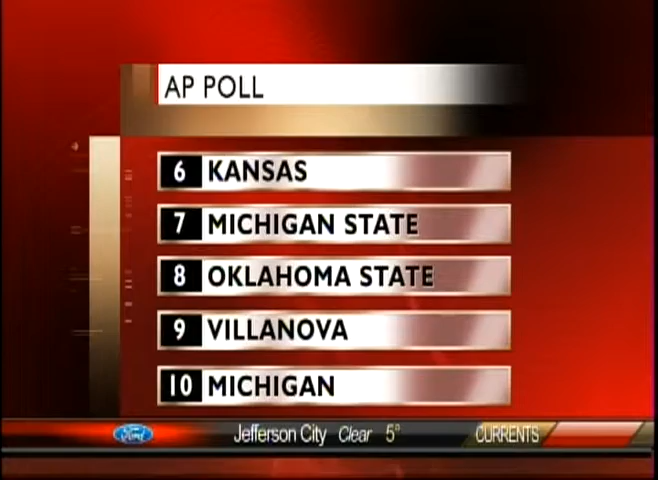 AP POLL
6 KANSAS
7 MICHIGAN STATE
8 OKLAHOMA STATE
9 VILLANOVA
10 MICHIGAN
Ford Jefferson City Clear 5° CURRENTS